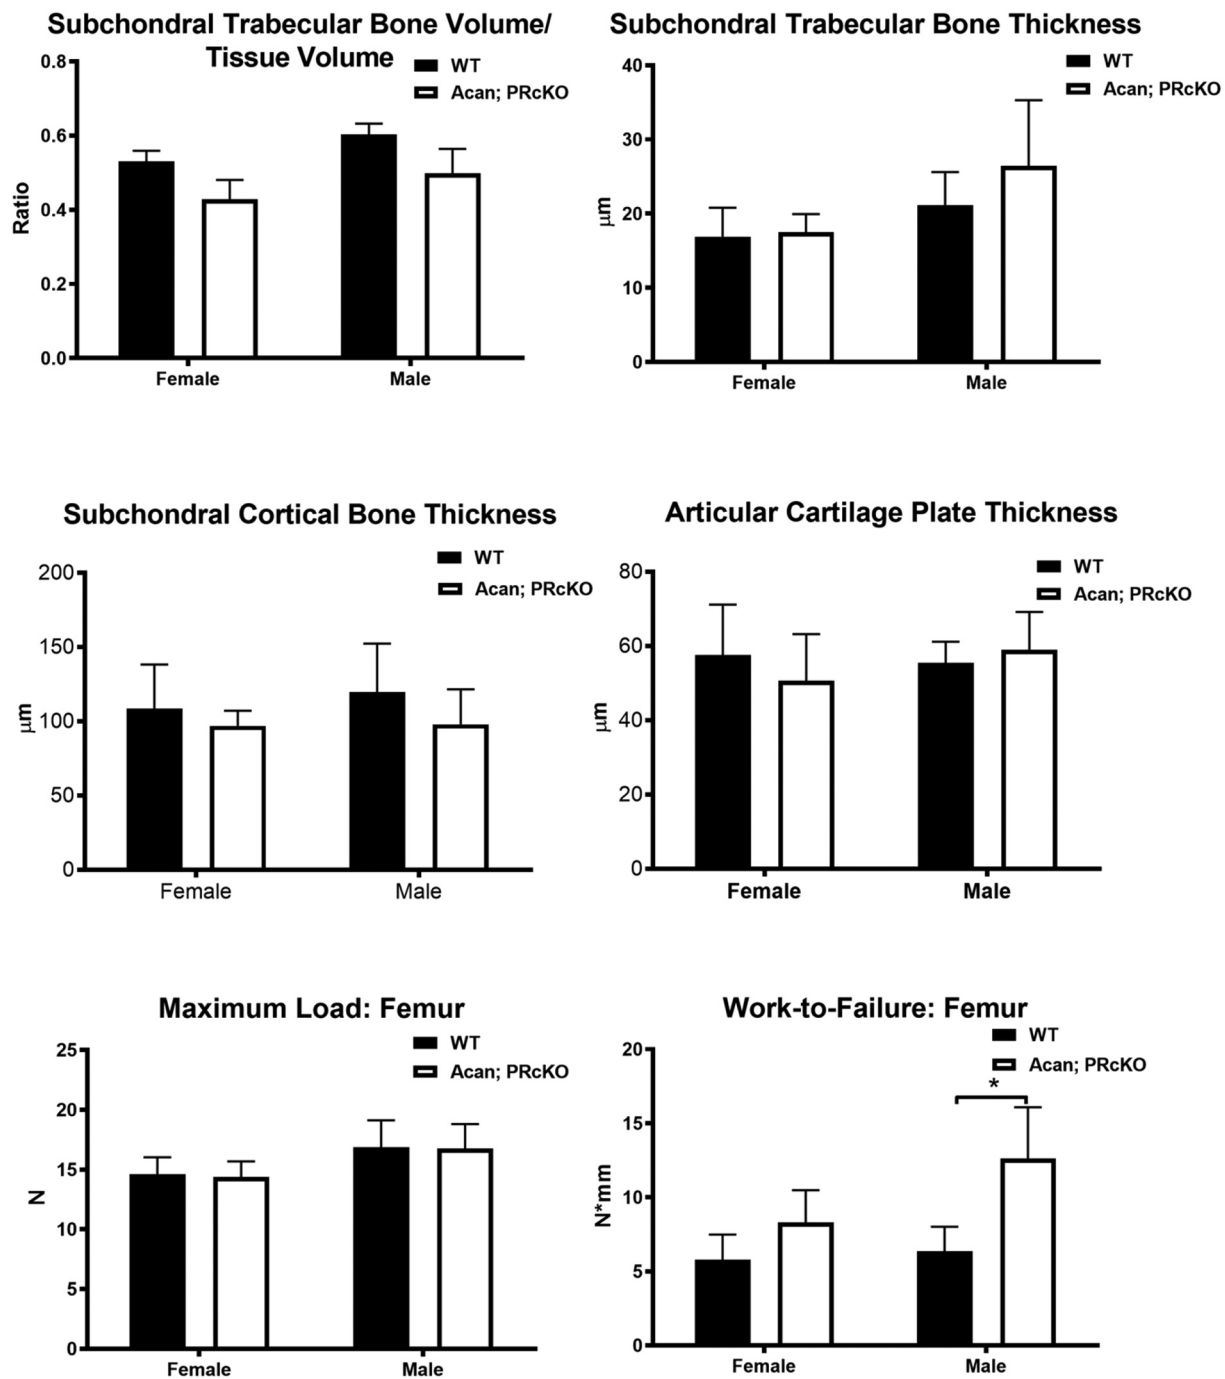 Subchondral Trabecular Bone Volume/
Tissue Volume
WT
Acan; PRcKO
0.8
0.6
0.4
0.2
0.0
Ratio
Female
Male
Subchondral Trabecular Bone Thickness
WT
Acan; PRcKO
40
30
20
10
0
μm
Female
Male
Subchondral Cortical Bone Thickness
WT
Acan; PRcKO
200
150
100
50
0
μm
Female
Male
Articular Cartilage Plate Thickness
WT
Acan; PRcKO
80
60
40
20
0
μm
Female
Male
Maximum Load: Femur
WT
Acan; PRcKO
25
20
15
10
5
0
N
Female
Male
Work-to-Failure: Femur
WT
Acan; PRcKO
*
20
15
10
5
0
N*mm
Female
Male